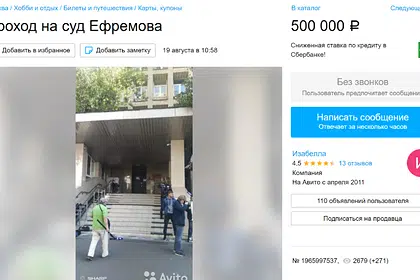 Хобби и отдых / Билеты и путешествия / Карты, купоны
В каталог
Следующ
роход на суд Ефремова
500 000 ₽
Добавить в избранное
Добавить заметку
19 августа в 10:58
Сниженная ставка по кредиту в
Сбербанке!
Без звонков
Пользователь предпочитает сообщени
Написать сообщение
Отвечает за несколько часов
Изабелла
4,5 ★★★★★ 13 отзывов
Компания
На Авито с апреля 2011
И
110 объявлений пользователя
Подписаться на продавца
SHARE
Avito
№ 1965997537, 2679 (+271)